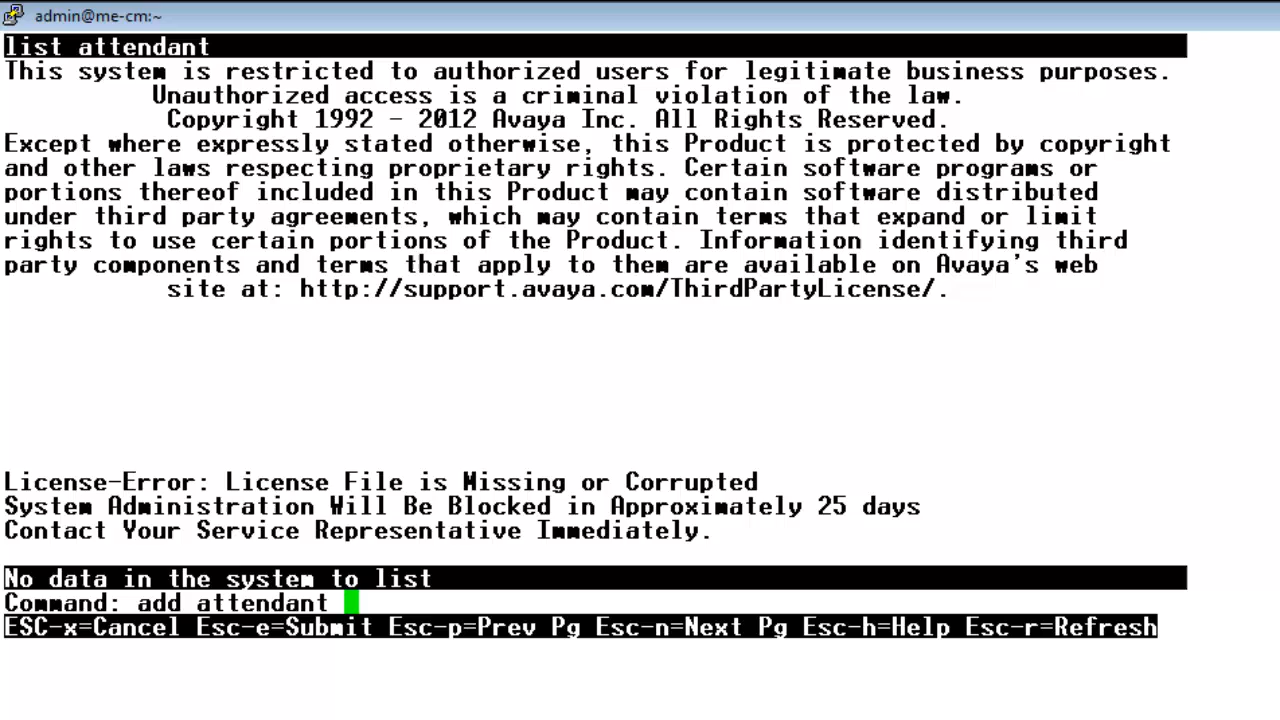 admin@me-cm:~
list attendant
This system is restricted to authorized users for legitimate business purposes.
Unauthorized access is a criminal violation of the law.
Copyright 1992 - 2012 Avaya Inc. All Rights Reserved.
Except where expressly stated otherwise, this Product is protected by copyright
and other laws respecting proprietary rights. Certain software programs or
portions thereof included in this Product may contain software distributed
under third party agreements, which may contain terms that expand or limit
rights to use certain portions of the Product. Information identifying third
party components and terms that apply to them are available on Avaya's web
site at: http://support.avaya.com/ThirdPartyLicense/.
License-Error: License File is Missing or Corrupted
System Administration Will Be Blocked in Approximately 25 days
Contact Your Service Representative Immediately.
No data in the system to list
Command: add attendant
ESC-x=Cancel Esc-e=Submit Esc-p=Prev Pg Esc-n=Next Pg Esc-h=Help Esc-r=Refresh